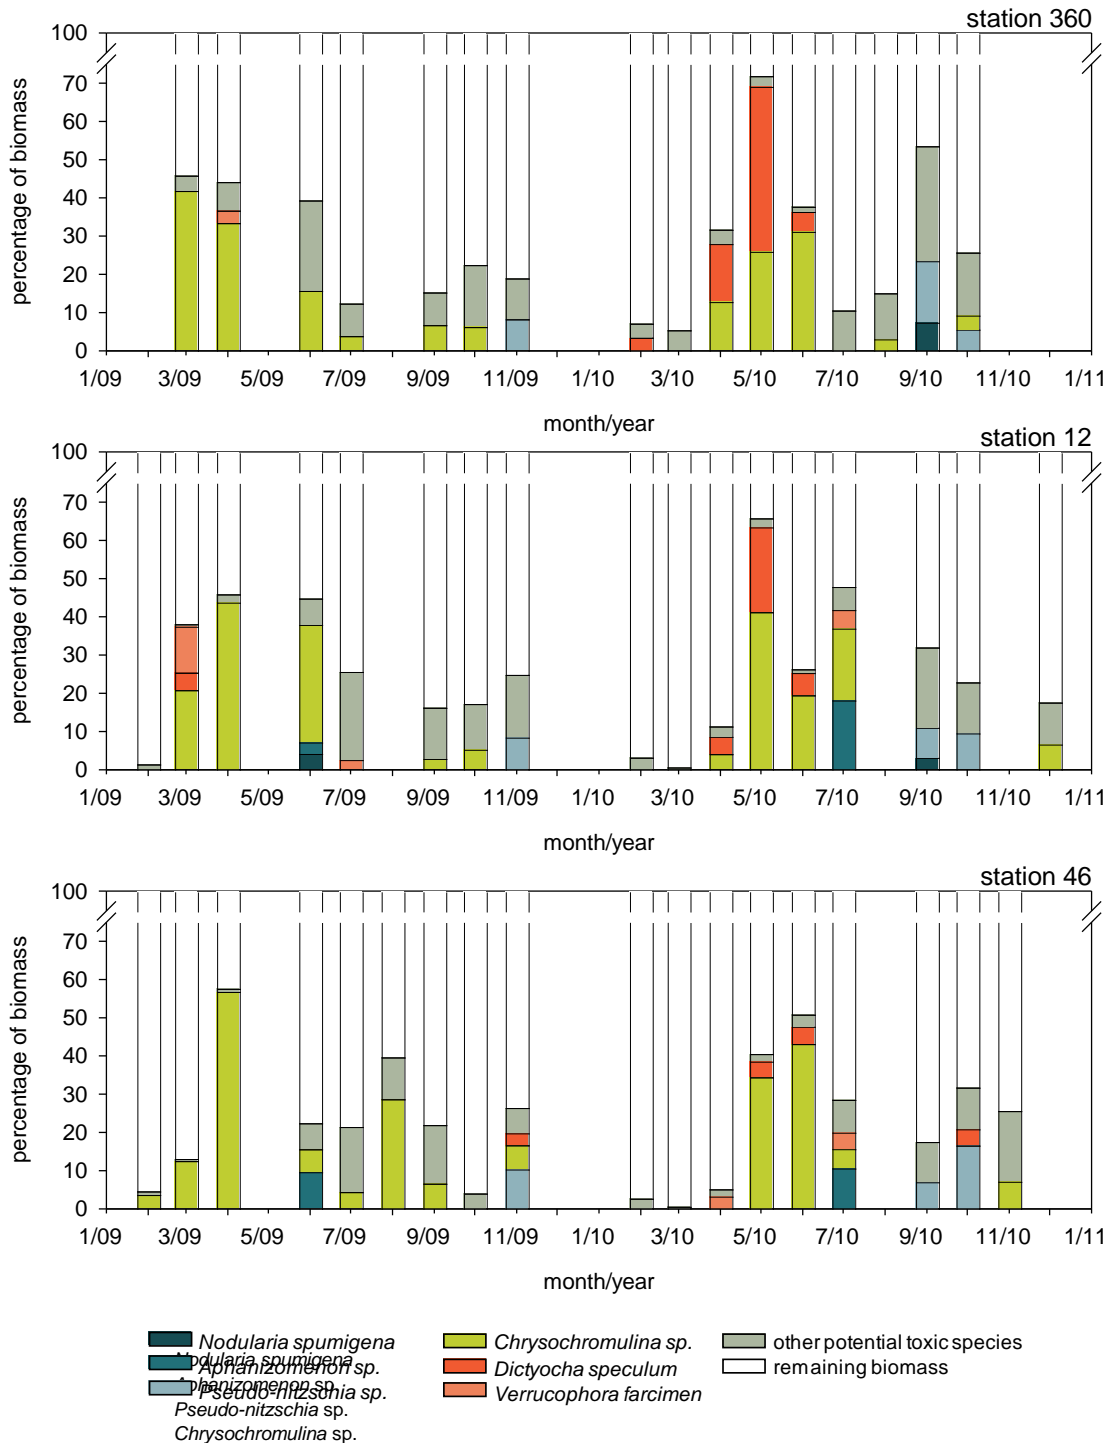 station 360
100
70
60
50
40
30
20
10
0
percentage of biomass
1/09 3/09 5/09 7/09 9/09 11/09 1/10 3/10 5/10 7/10 9/10 11/10 1/11
month/year
station 12
100
70
60
50
40
30
20
10
0
percentage of biomass
1/09 3/09 5/09 7/09 9/09 11/09 1/10 3/10 5/10 7/10 9/10 11/10 1/11
month/year
station 46
100
70
60
50
40
30
20
10
0
percentage of biomass
1/09 3/09 5/09 7/09 9/09 11/09 1/10 3/10 5/10 7/10 9/10 11/10 1/11
month/year
Nodularia spumigena Chrysochromulina sp. other potential toxic species
Nodularia spumigena
Aphanizomenon sp. Dictyocha speculum remaining biomass
Aphanizomenon sp.
Pseudo-nitzschia sp. Verrucophora farcimen
Pseudo-nitzschia sp.
Chrysochromulina sp.